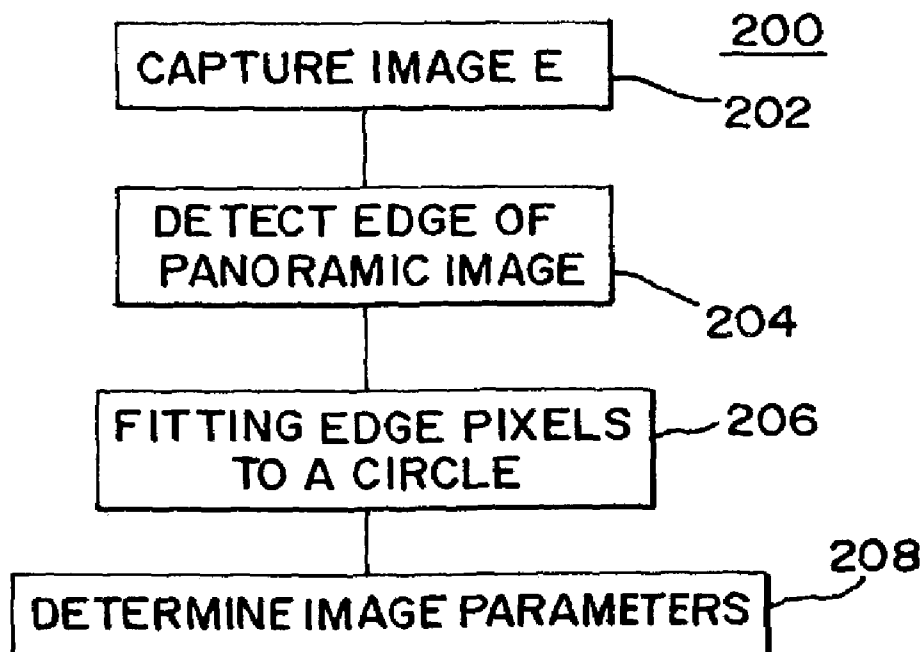 200
CAPTURE IMAGE E
202
DETECT EDGE OF
PANORAMIC IMAGE
204
FITTING EDGE PIXELS
TO A CIRCLE
206
208
DETERMINE IMAGE PARAMETERS